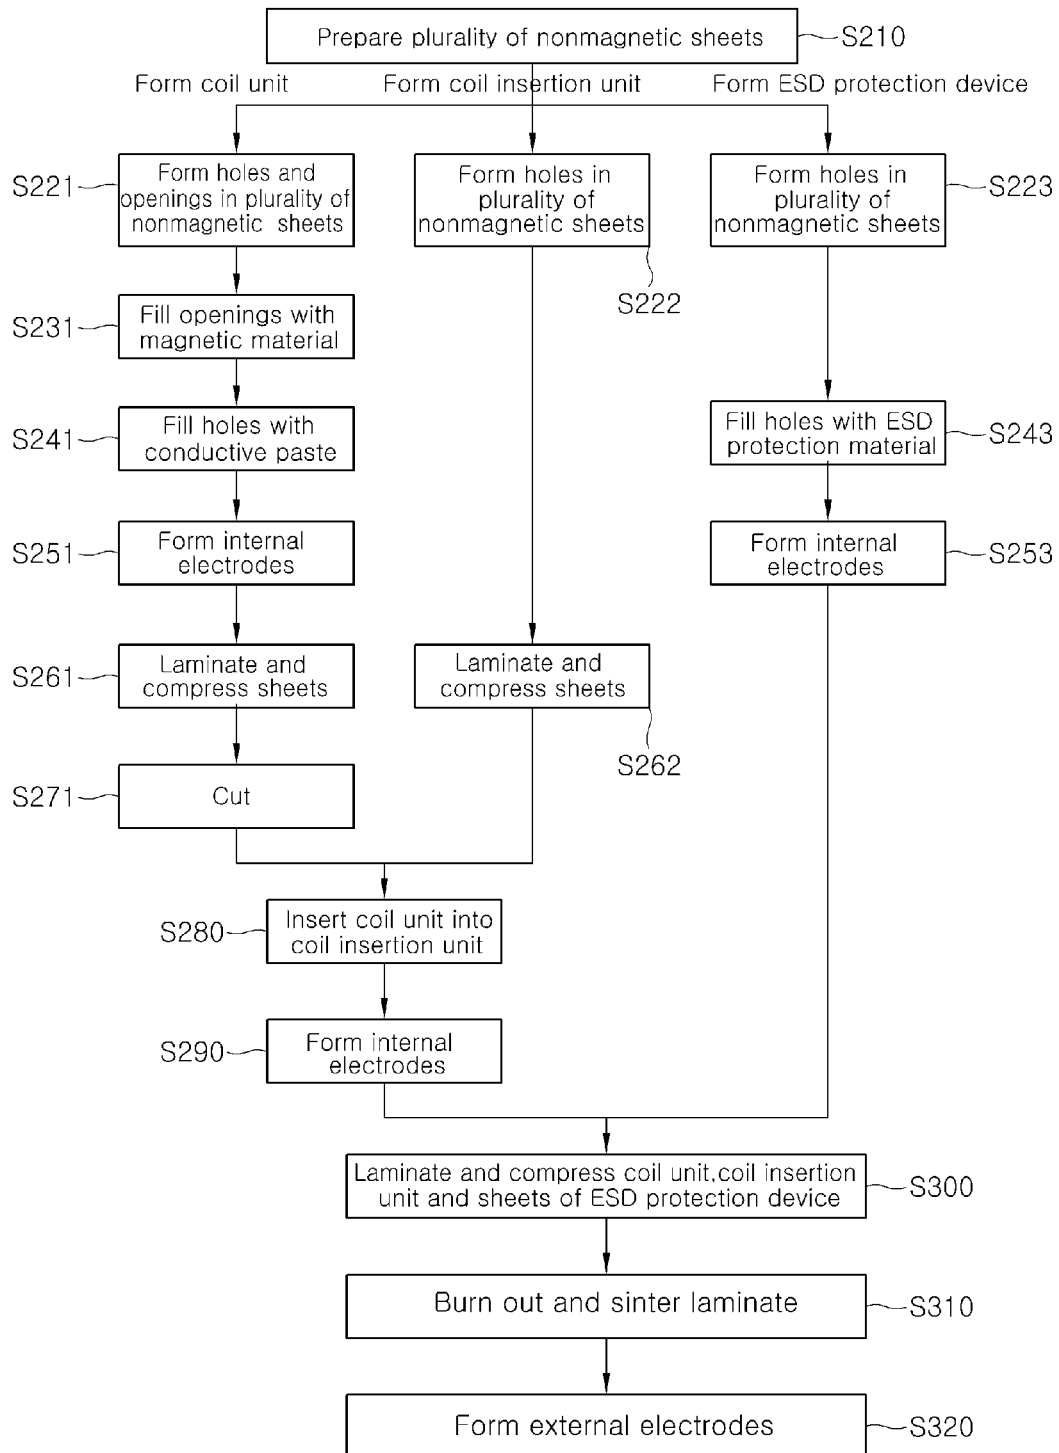 Prepare plurality of nonmagnetic sheets
S210
Form coil unit
Form coil insertion unit
Form ESD protection device
S221
Form holes and
openings in plurality of
nonmagnetic sheets
Form holes in
plurality of
nonmagnetic sheets
S222
Form holes in
plurality of
nonmagnetic sheets
S223
S231
Fill openings with
magnetic material
S241
Fill holes with
conductive paste
Fill holes with ESD
protection material
S243
S251
Form internal
electrodes
Form internal
electrodes
S253
S261
Laminate and
compress sheets
Laminate and
compress sheets
S262
S271
Cut
S280
Insert coil unit into
coil insertion unit
S290
Form internal
electrodes
Laminate and compress coil unit,coil insertion
unit and sheets of ESD protection device
S300
Burn out and sinter laminate
S310
Form external electrodes
S320